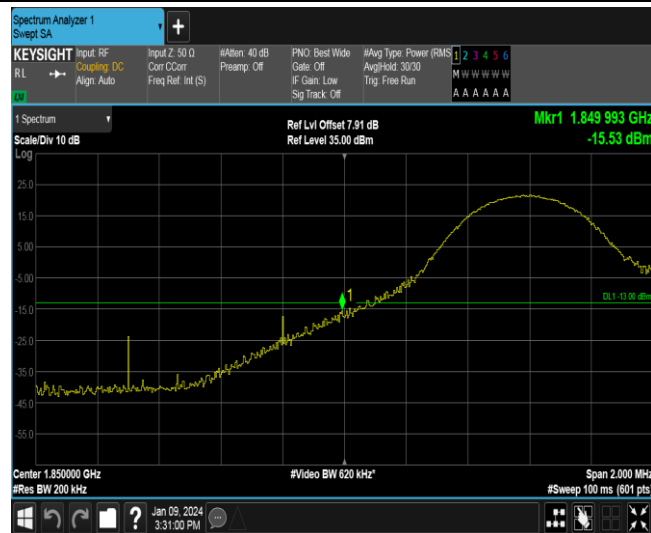 Spectrum Analyzer 1
Swept SA
+
KEYSIGHT
RL
LXI
Input: RF
Coupling: DC
Align: Auto
Input Z: 50 Ω
Corr CCorr
Freq Ref: Int (S)
#Atten: 40 dB
Preamp: Off
PNO: Best Wide
Gate: Off
IF Gain: Low
Sig Track: Off
#Avg Type: Power (RMS
Avg|Hold: 30/30
Trig: Free Run
1 2 3 4 5 6
M W W W W W
A A A A A A
1 Spectrum
Scale/Div 10 dB
Ref Lvl Offset 7.91 dB
Ref Level 35.00 dBm
Mkr1 1.849 993 GHz
-15.53 dBm
Log
25.0
15.0
5.00
-5.00
-15.0
-25.0
-35.0
-45.0
-55.0
1
DL1 -13.00 dBm
Center 1.850000 GHz
#Res BW 200 kHz
#Video BW 620 kHz*
Span 2.000 MHz
#Sweep 100 ms (601 pts)
?
Jan 09, 2024
3:31:00 PM